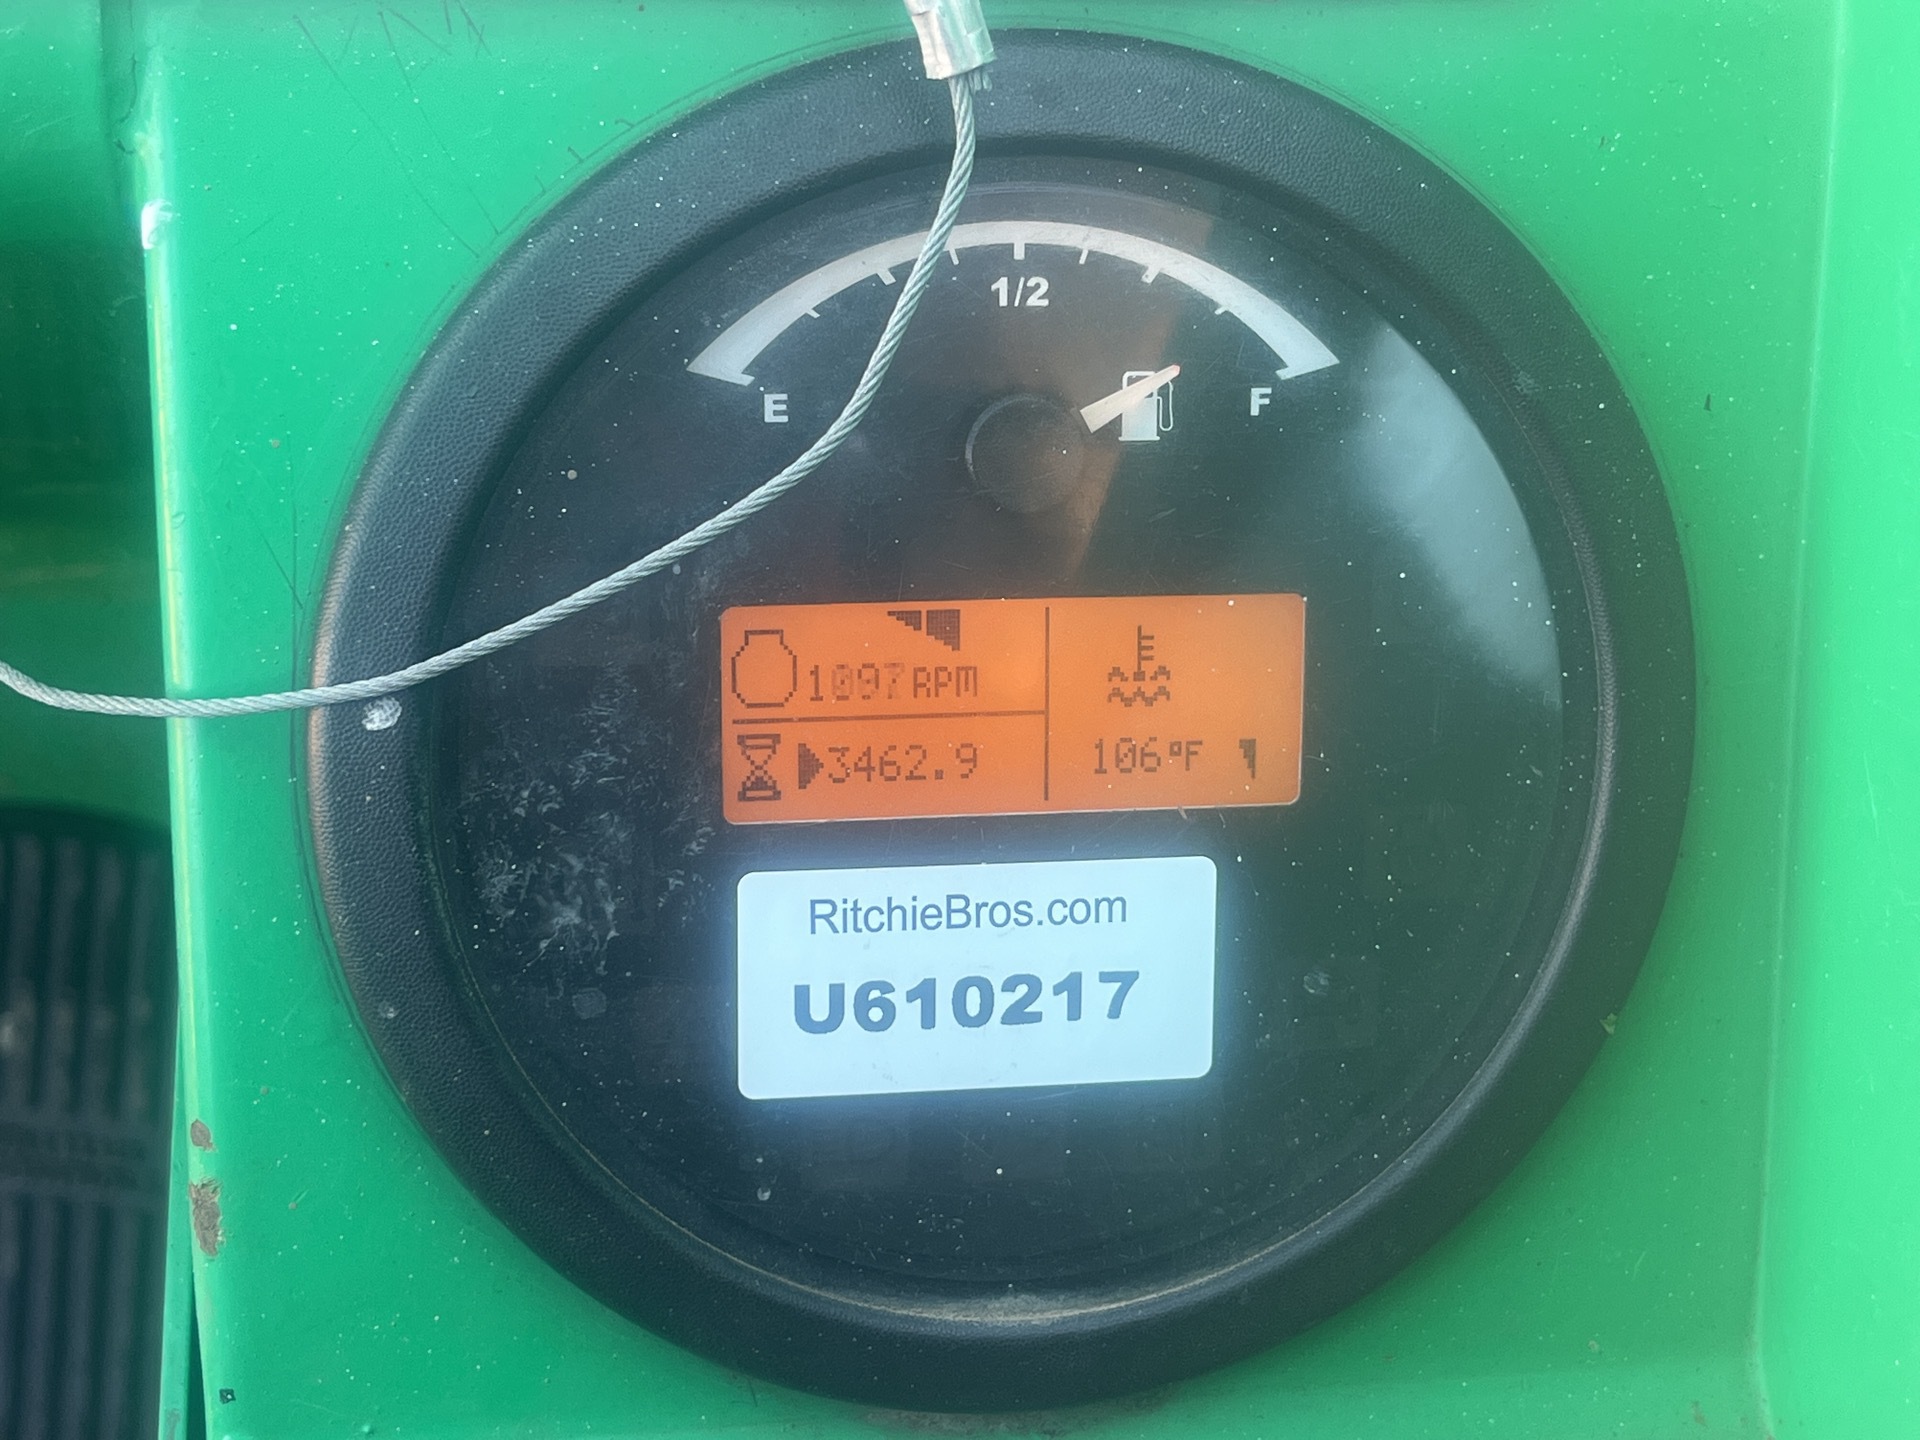 1/2
E F
1097 RPM
3462.9
106°F
RitchieBros.com
U610217